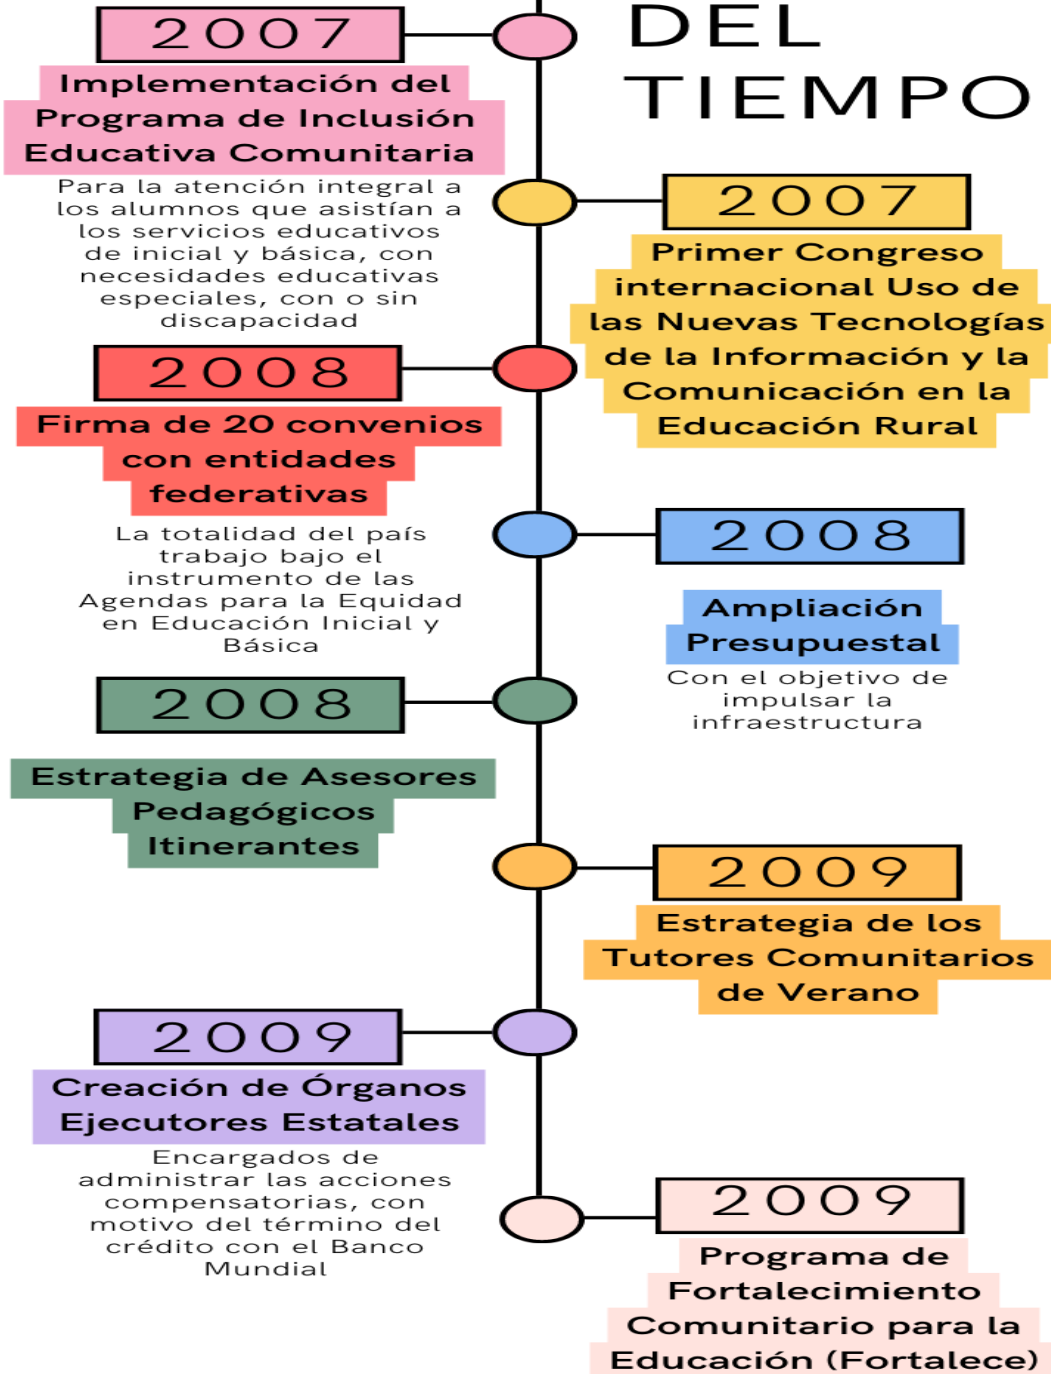 DEL
TIEMPO
2007
Implementación del
Programa de Inclusión
Educativa Comunitaria
Para la atención integral a
los alumnos que asistían a
los servicios educativos
de inicial y básica, con
necesidades educativas
especiales, con o sin
discapacidad
2007
Primer Congreso
internacional Uso de
las Nuevas Tecnologías
de la Información y la
Comunicación en la
Educación Rural
2008
Firma de 20 convenios
con entidades
federativas
La totalidad del país
trabajo bajo el
instrumento de las
Agendas para la Equidad
en Educación Inicial y
Básica
2008
Ampliación
Presupuestal
Con el objetivo de
impulsar la
infraestructura
2008
Estrategia de Asesores
Pedagógicos
Itinerantes
2009
Estrategia de los
Tutores Comunitarios
de Verano
2009
Creación de Órganos
Ejecutores Estatales
Encargados de
administrar las acciones
compensatorias, con
motivo del término del
crédito con el Banco
Mundial
2009
Programa de
Fortalecimiento
Comunitario para la
Educación (Fortalece)